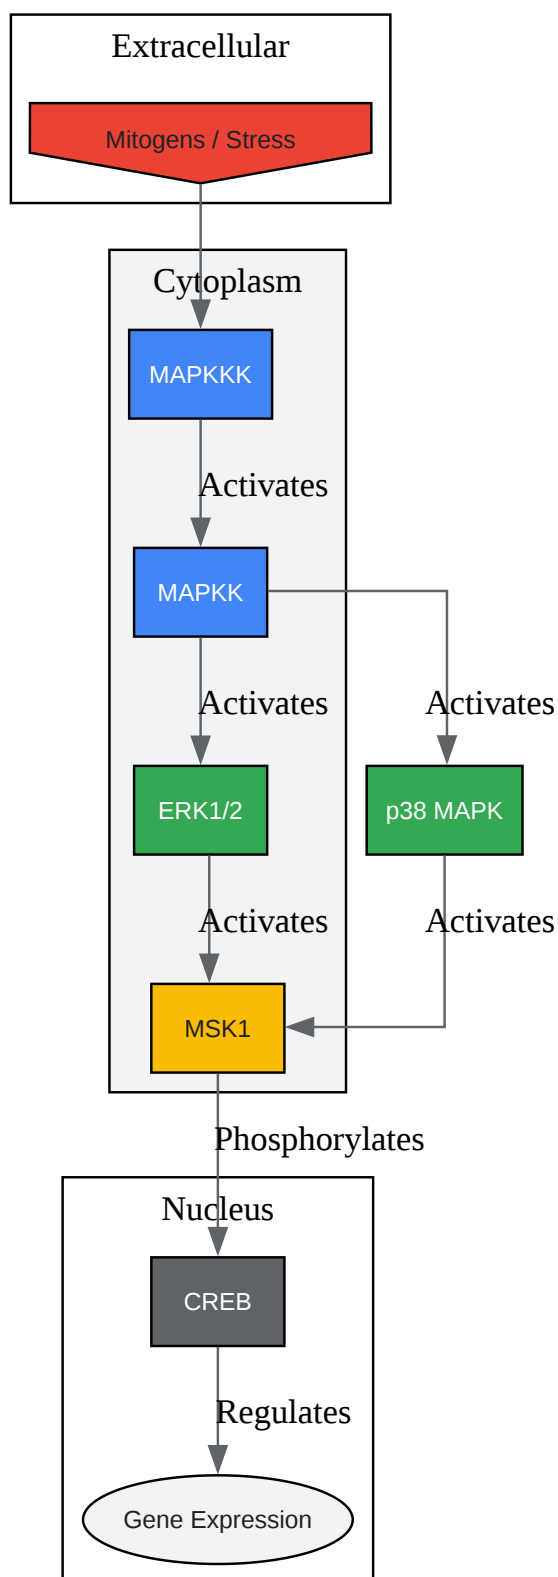 Extracellular
Mitogens / Stress
Cytoplasm
MAPKKK
Activates
MAPKK
Activates
Activates
ERK1/2
p38 MAPK
Activates
Activates
MSK1
Phosphorylates
Nucleus
CREB
Regulates
Gene Expression